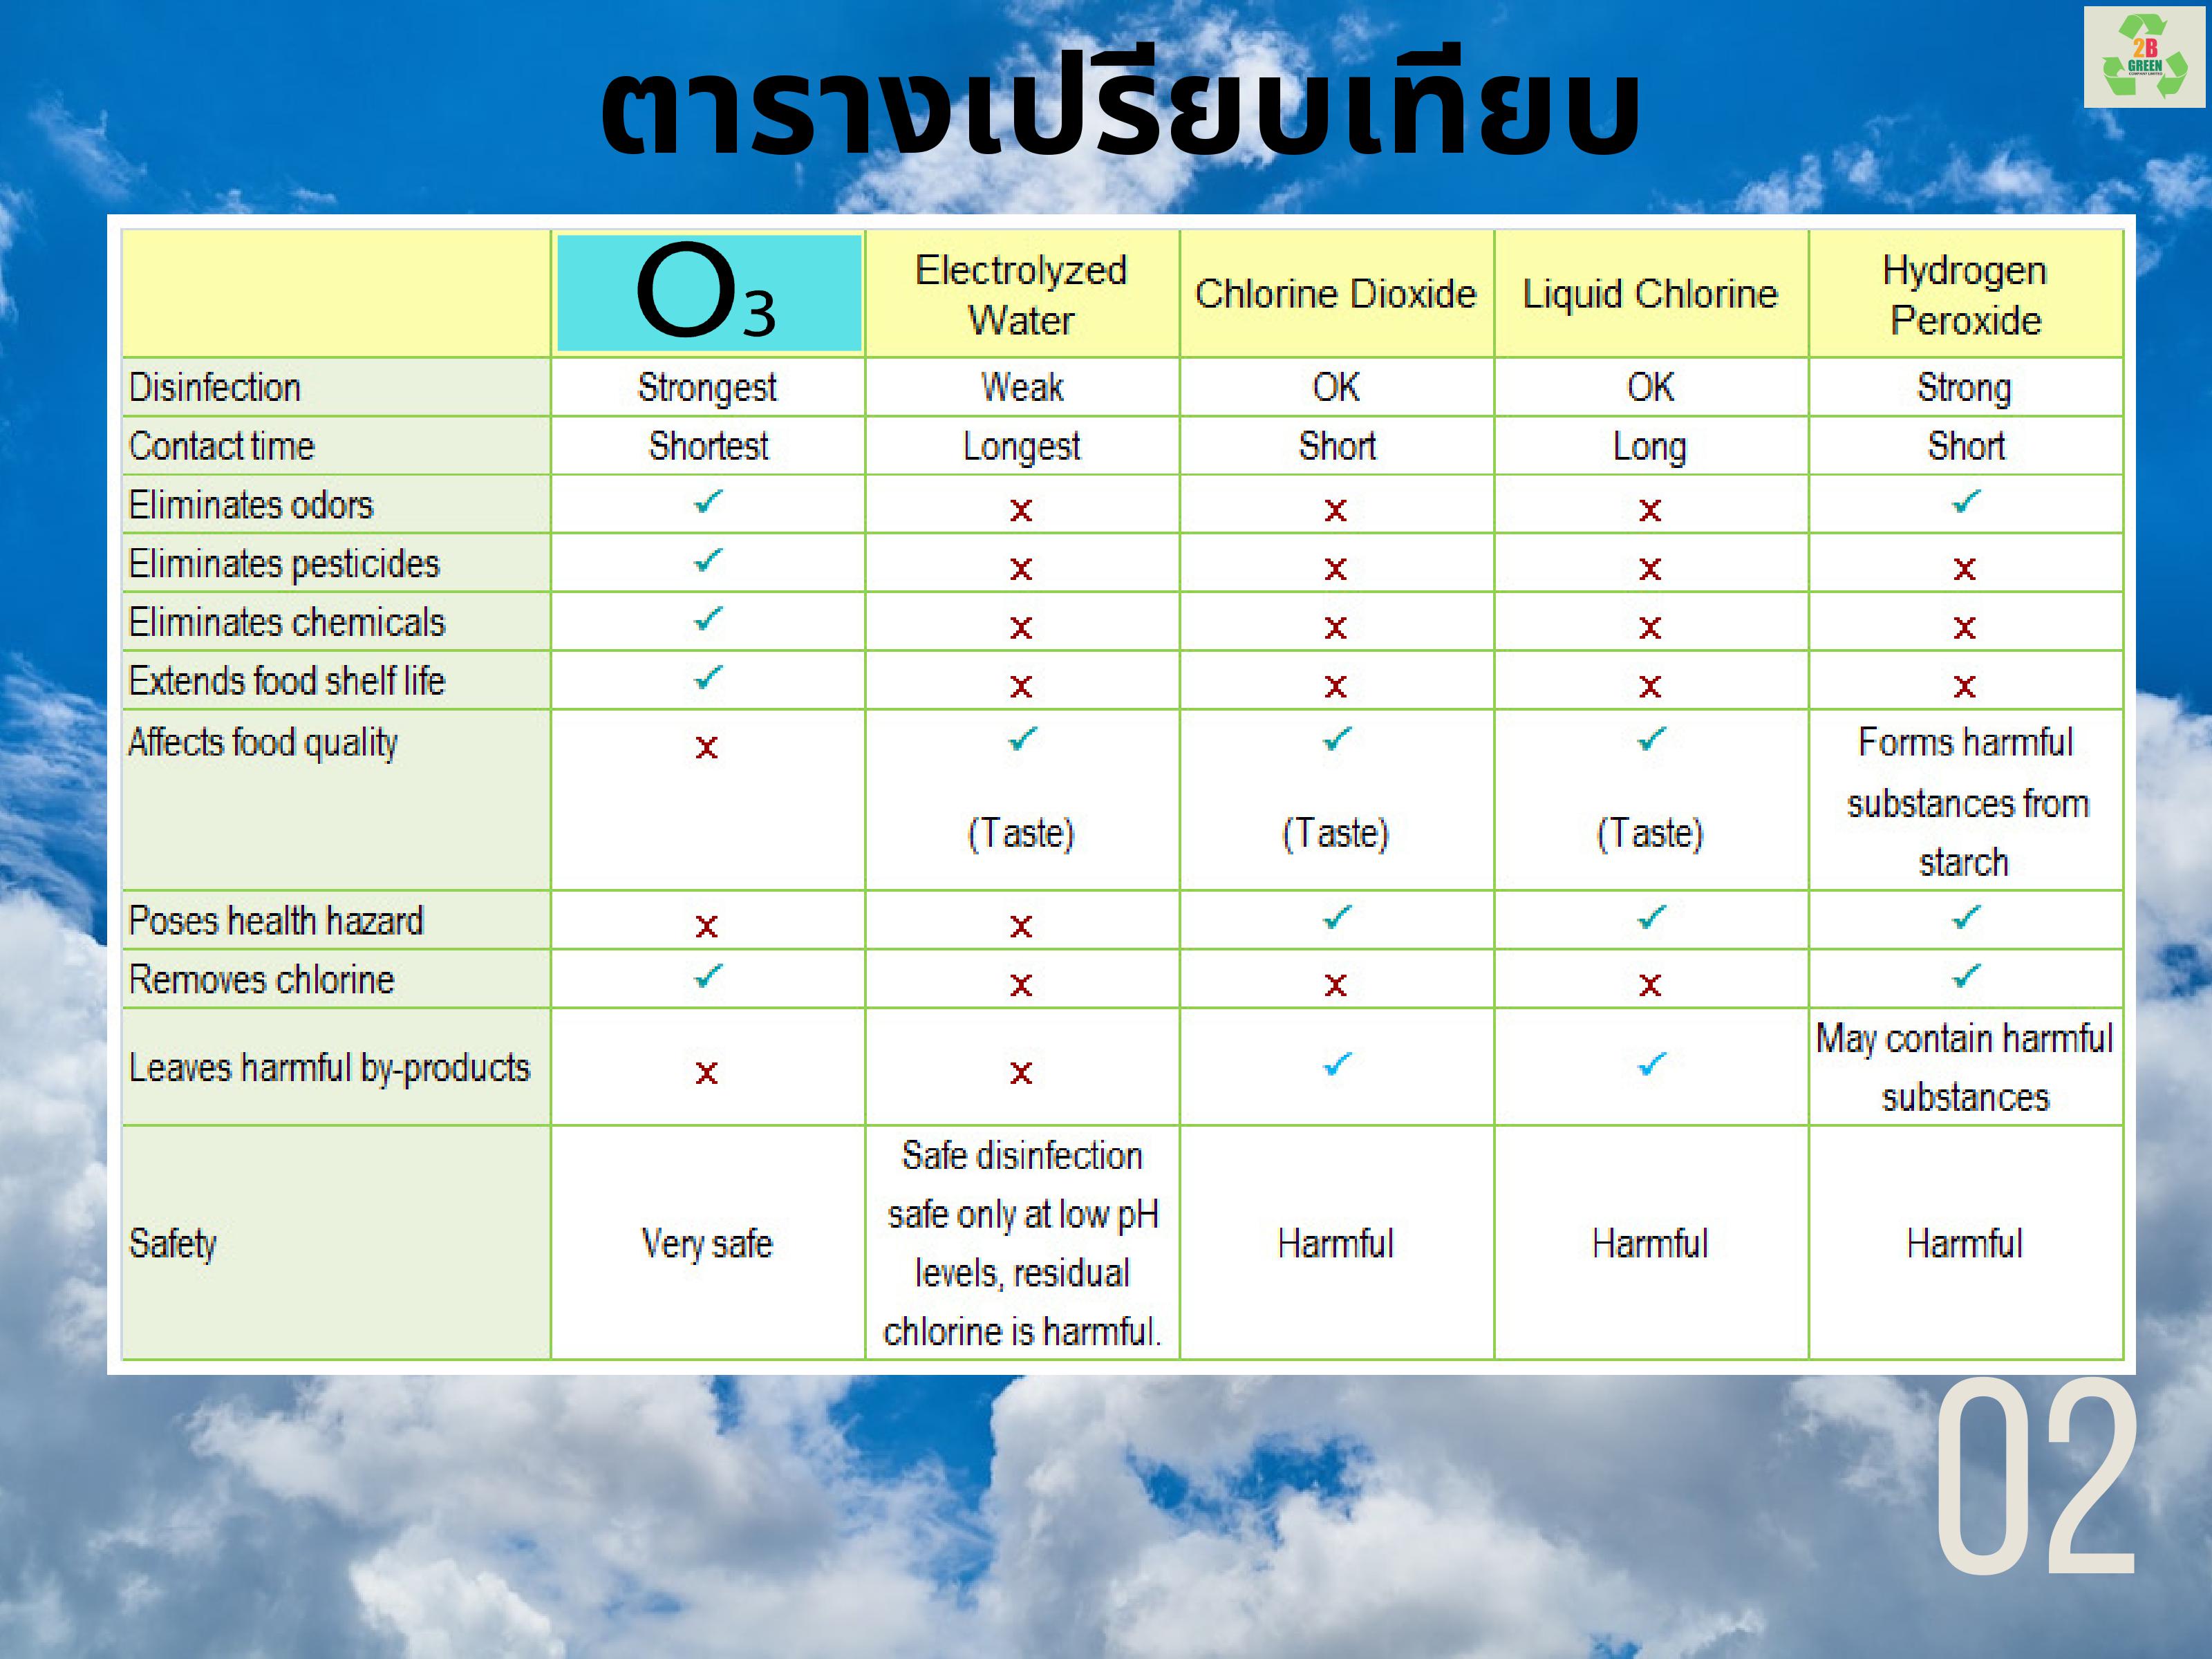 ตารางเปรียบเทียบ
2B
GREEN
COMPANY LIMITED
O₃ Electrolyzed Water Chlorine Dioxide Liquid Chlorine Hydrogen Peroxide
Disinfection Strongest Weak OK OK Strong
Contact time Shortest Longest Short Long Short
Eliminates odors ✓ x x x ✓
Eliminates pesticides ✓ x x x x
Eliminates chemicals ✓ x x x x
Extends food shelf life ✓ x x x x
Affects food quality x ✓ (Taste) ✓ (Taste) ✓ (Taste) Forms harmful substances from starch
Poses health hazard x x ✓ ✓ ✓
Removes chlorine ✓ x x x ✓
Leaves harmful by-products x x ✓ ✓ May contain harmful substances
Safety Very safe Safe disinfection safe only at low pH levels, residual chlorine is harmful. Harmful Harmful Harmful
02